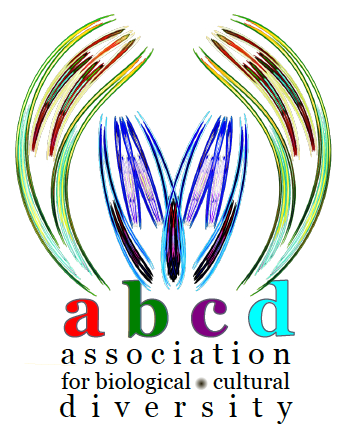 abcd
association
for biological • cultural
diversity